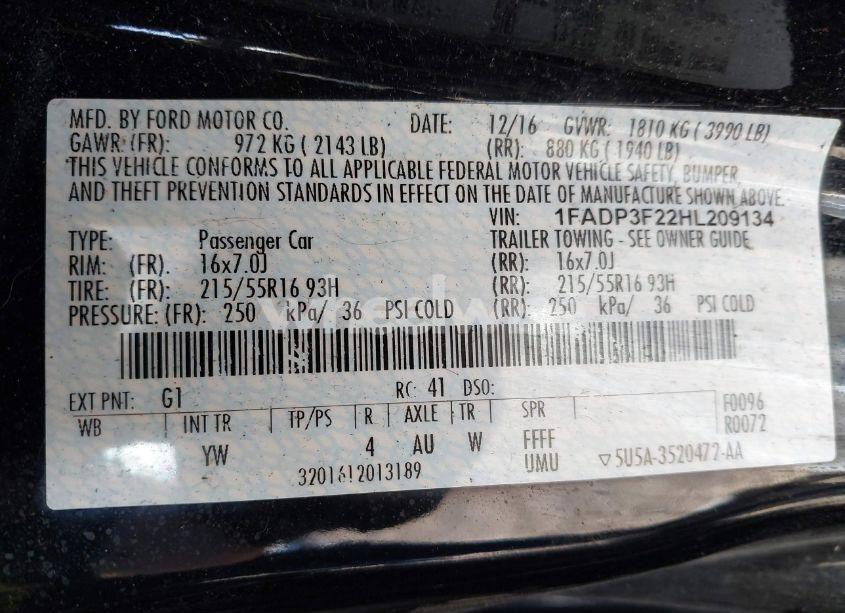 MFD. BY FORD MOTOR CO. DATE: 12/16 GVWR: 1810 KG ( 3990 LB)
GAWR: (FR): 972 KG ( 2143 LB) (RR): 880 KG ( 1940 LB)
THIS VEHICLE CONFORMS TO ALL APPLICABLE FEDERAL MOTOR VEHICLE SAFETY, BUMPER,
AND THEFT PREVENTION STANDARDS IN EFFECT ON THE DATE OF MANUFACTURE SHOWN ABOVE.
VIN: 1FADP3F22HL209134
TYPE: Passenger Car TRAILER TOWING - SEE OWNER GUIDE
RIM: (FR): 16x7.0J (RR): 16x7.0J
TIRE: (FR): 215/55R16 93H (RR): 215/55R16 93H
PRESSURE: (FR): 250 kPa/ 36 PSI COLD (RR): 250 kPa/ 36 PSI COLD
EXT PNT: G1 RC: 41 DSO: F0096
WB INT TR TP/PS R AXLE TR SPR R0072
YW 4 AU W FFFF
UMU ▽5U5A-3520472-AA
3201612013189